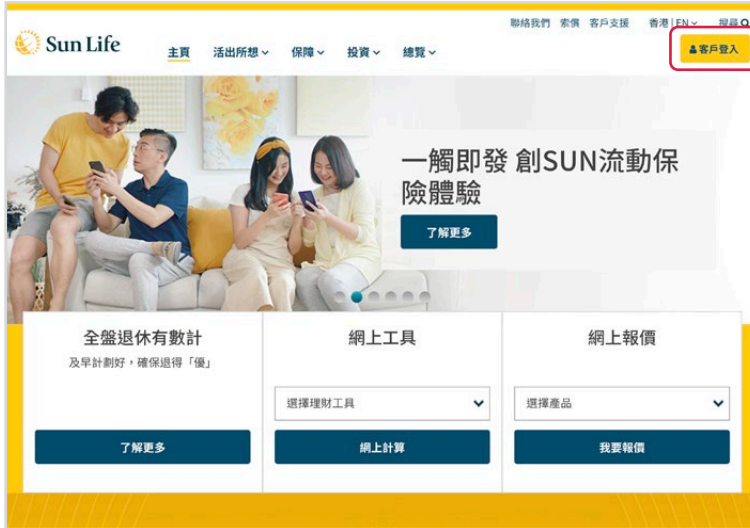 聯絡我們 索償 客戶支援 香港 | EN 搜尋
Sun Life
主頁 活出所想 保障 投資 總覽
客戶登入
一觸即發 創SUN流動保
險體驗
了解更多
全盤退休有數計
及早計劃好，確保退得「優」
了解更多
網上工具
選擇理財工具
網上計算
網上報價
選擇產品
我要報價